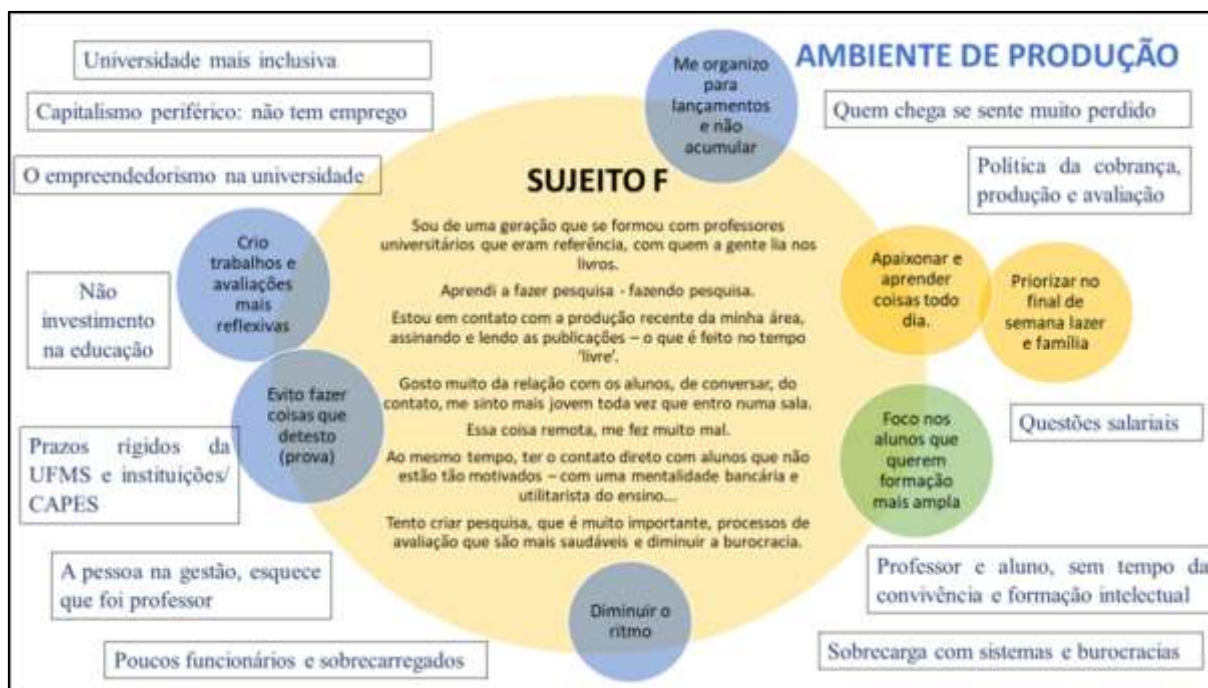 AMBIENTE DE PRODUÇÃO
Universidade mais inclusiva
Capitalismo periférico: não tem emprego
O empreendedorismo na universidade
Me organizo
para
lançamentos
e não
acumular
Quem chega se sente muito perdido
Política da cobrança,
produção e avaliação
SUJEITO F
Sou de uma geração que se formou com professores
universitários que eram referência, com quem a gente lia nos
livros.
Aprendi a fazer pesquisa - fazendo pesquisa.
Estou em contato com a produção recente da minha área,
assinando e lendo as publicações – o que é feito no tempo
'livre'.
Gosto muito da relação com os alunos, de conversar, do
contato, me sinto mais jovem toda vez que entro numa sala.
Essa coisa remota, me fez muito mal.
Ao mesmo tempo, ter o contato direto com alunos que não
estão tão motivados – com uma mentalidade bancária e
utilitarista do ensino...
Tento criar pesquisa, que é muito importante, processos de
avaliação que são mais saudáveis e diminuir a burocracia.
Crio
trabalhos e
avaliações
mais
reflexivas
Não
investimento
na educação
Evito fazer
coisas que
detesto
(prova)
Prazos rígidos da
UFMS e instituições/
CAPES
A pessoa na gestão, esquece
que foi professor
Poucos funcionários e sobrecarregados
Diminuir o
ritmo
Apaixonar e
aprender
coisas todo
dia.
Priorizar no
final de
semana lazer
e família
Foco nos
alunos que
querem
formação
mais ampla
Questões salariais
Professor e aluno, sem tempo da
convivência e formação intelectual
Sobrecarga com sistemas e burocracias